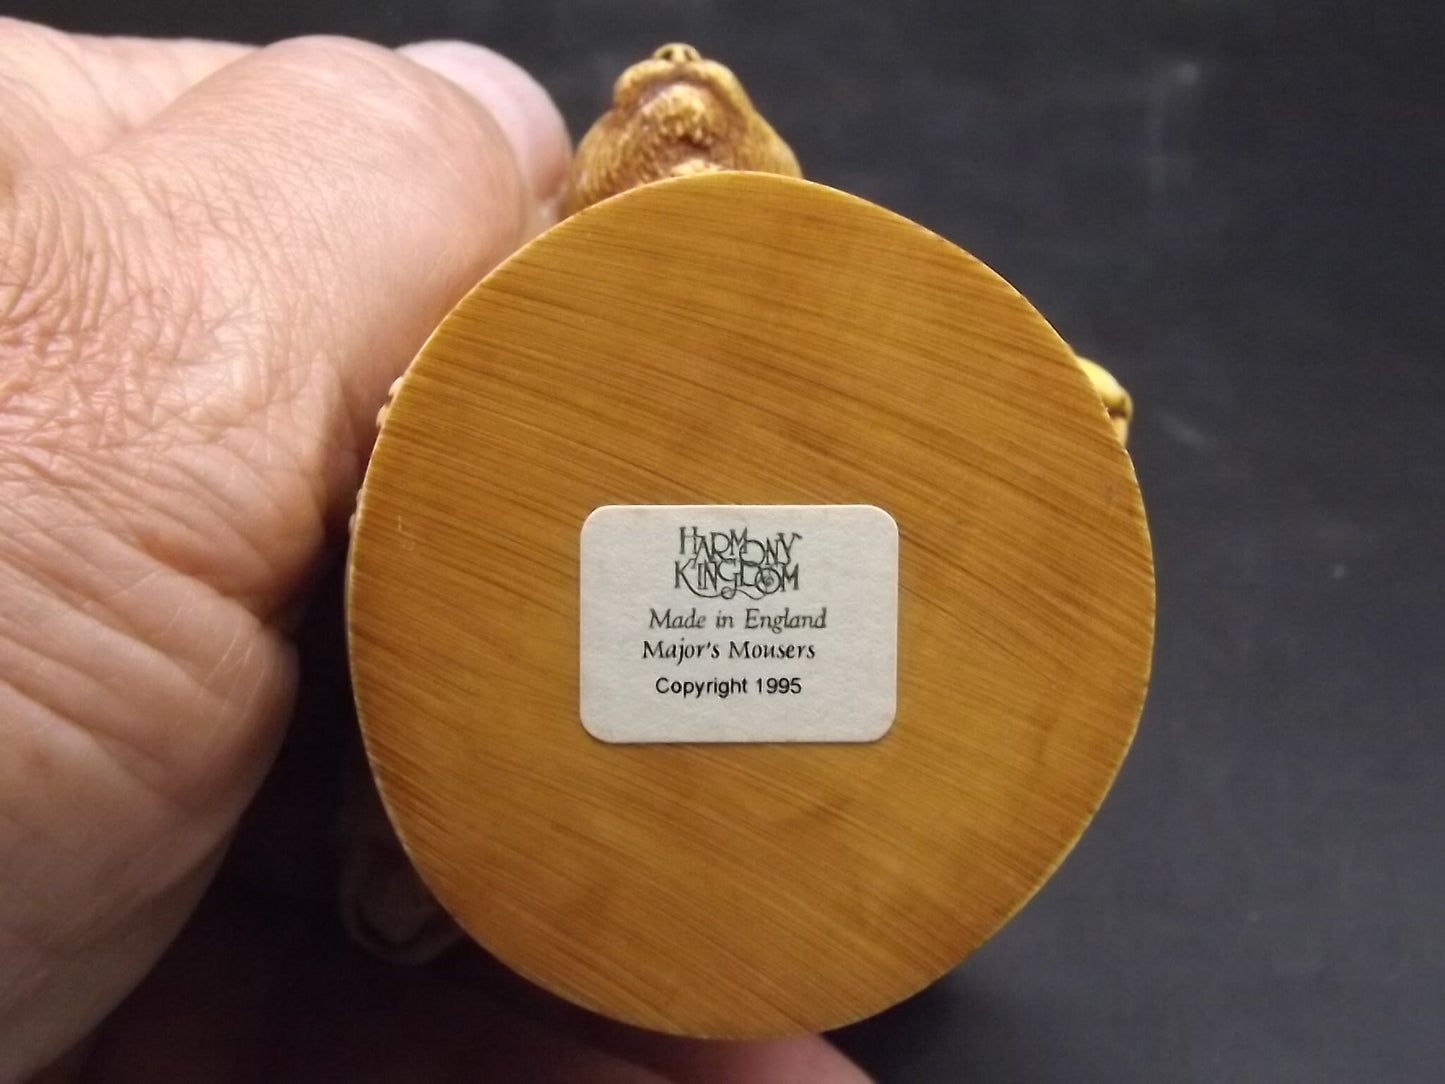 HARMONY
KINGDOM
Made in England
Major's Mousers
Copyright 1995